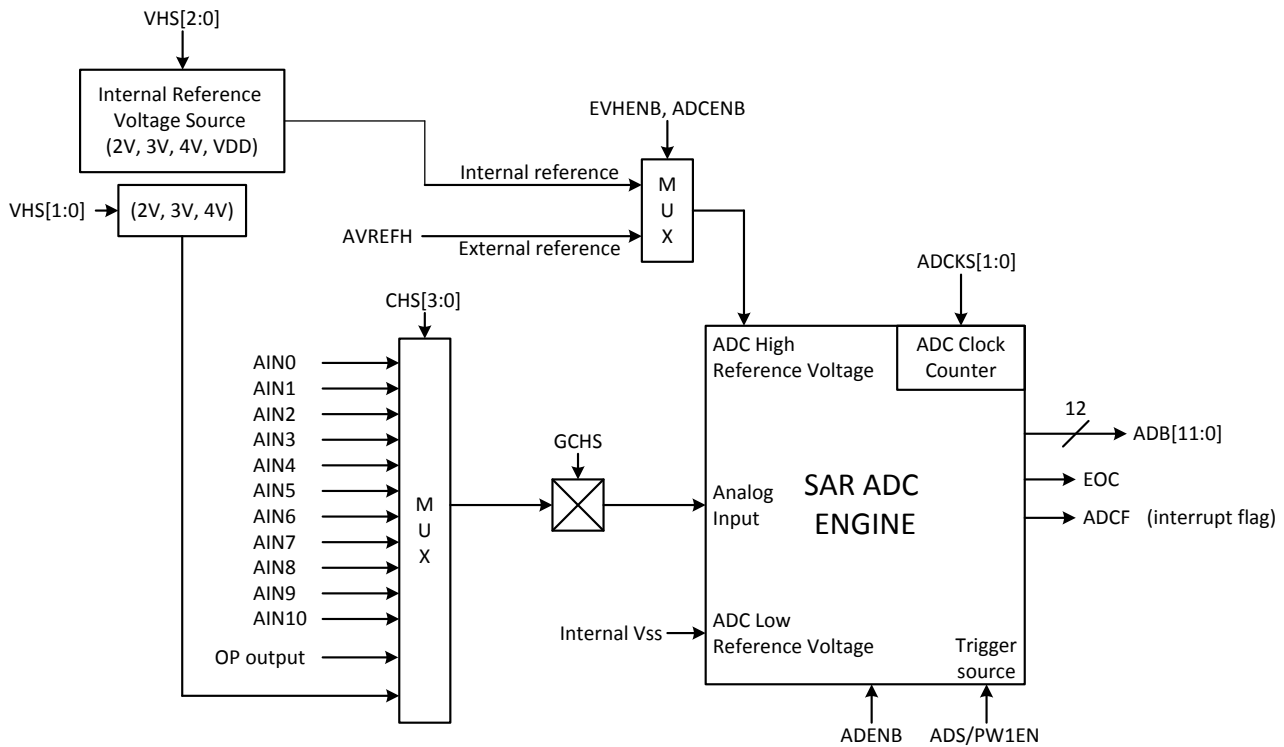 VHS[2:0]
Internal Reference
Voltage Source
(2V, 3V, 4V, VDD)
VHS[1:0]
(2V, 3V, 4V)
EVHENB, ADCENB
Internal reference
AVREFH
External reference
M
U
X
ADCKS[1:0]
CHS[3:0]
AIN0
AIN1
AIN2
AIN3
AIN4
AIN5
AIN6
AIN7
AIN8
AIN9
AIN10
OP output
M
U
X
GCHS
ADC High
Reference Voltage
ADC Clock
Counter
Analog
Input
SAR ADC
ENGINE
12
ADB[11:0]
EOC
ADCF (interrupt flag)
Internal Vss
ADC Low
Reference Voltage
Trigger
source
ADENB
ADS/PW1EN